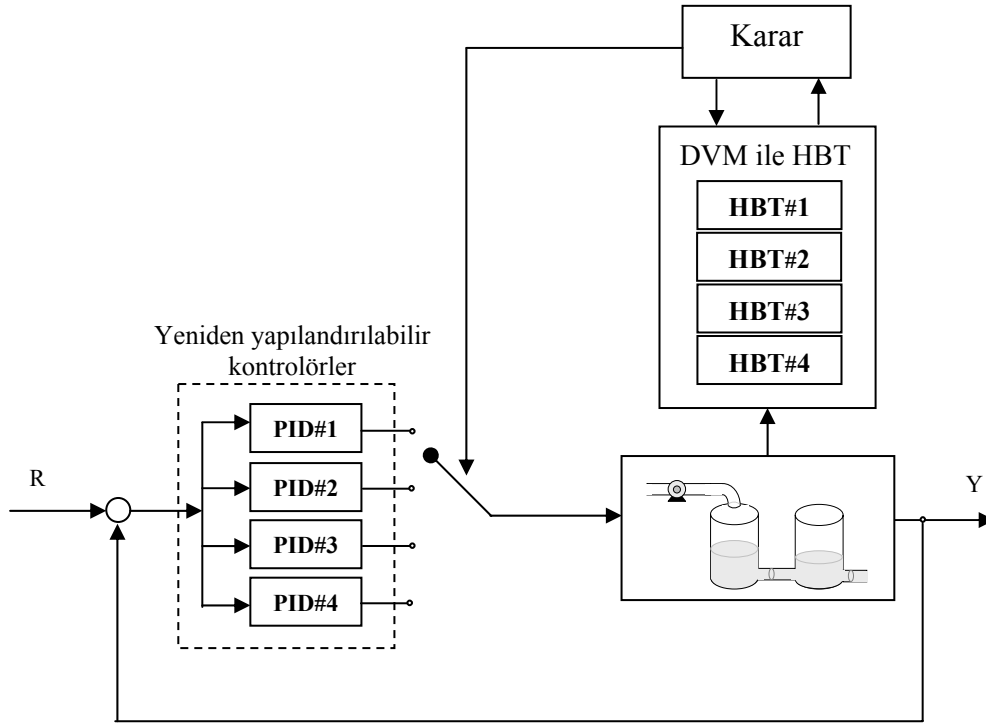 Karar
DVM ile HBT
HBT#1
HBT#2
HBT#3
HBT#4
Yeniden yapılandırılabilir
kontrolörler
PID#1
PID#2
PID#3
PID#4
R
Y